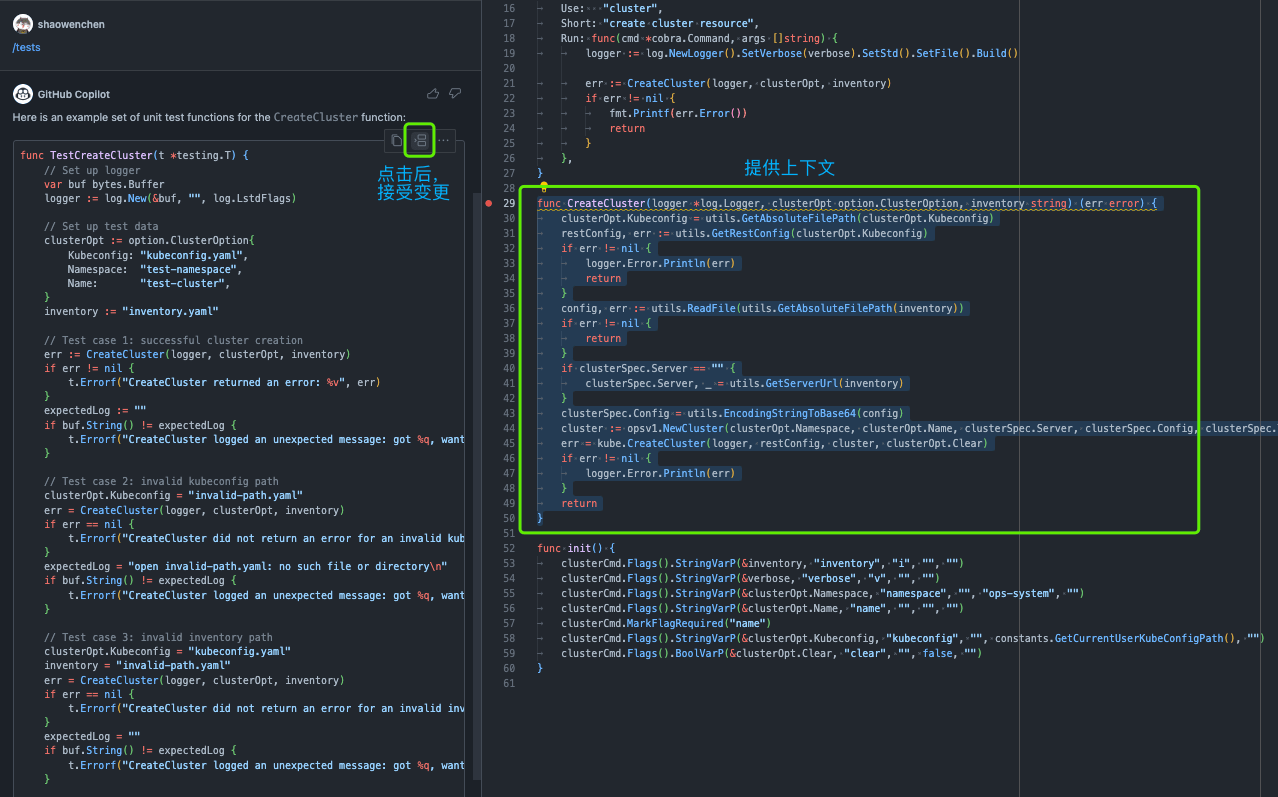 shaowenchen
/tests
GitHub Copilot
Here is an example set of unit test functions for the CreateCluster function:
点击后,
接受变更
func TestCreateCluster(t *testing.T) {
// Set up logger
var buf bytes.Buffer
logger := log.New(&buf, "", log.LstdFlags)
// Set up test data
clusterOpt := option.ClusterOption{
Kubeconfig: "kubeconfig.yaml",
Namespace: "test-namespace",
Name: "test-cluster",
}
inventory := "inventory.yaml"
// Test case 1: successful cluster creation
err := CreateCluster(logger, clusterOpt, inventory)
if err != nil {
t.Errorf("CreateCluster returned an error: %v", err)
}
expectedLog := ""
if buf.String() != expectedLog {
t.Errorf("CreateCluster logged an unexpected message: got %q, want
}
// Test case 2: invalid kubeconfig path
clusterOpt.Kubeconfig = "invalid-path.yaml"
err = CreateCluster(logger, clusterOpt, inventory)
if err == nil {
t.Errorf("CreateCluster did not return an error for an invalid kub
}
expectedLog = "open invalid-path.yaml: no such file or directory\n"
if buf.String() != expectedLog {
t.Errorf("CreateCluster logged an unexpected message: got %q, want
}
// Test case 3: invalid inventory path
clusterOpt.Kubeconfig = "kubeconfig.yaml"
inventory = "invalid-path.yaml"
err = CreateCluster(logger, clusterOpt, inventory)
if err == nil {
t.Errorf("CreateCluster did not return an error for an invalid inv
}
expectedLog = ""
if buf.String() != expectedLog {
t.Errorf("CreateCluster logged an unexpected message: got %q, want
}
16 Use: "cluster",
17 Short: "create cluster resource",
18 Run: func(cmd *cobra.Command, args []string) {
19 logger := log.NewLogger().SetVerbose(verbose).SetStd().SetFile().Build()
20
21 err := CreateCluster(logger, clusterOpt, inventory)
22 if err != nil {
23 fmt.Printf(err.Error())
24 return
25 }
26 },
27 }
提供上下文
28
29 func CreateCluster(logger *log.Logger, clusterOpt option.ClusterOption, inventory string) (err error) {
30 clusterOpt.Kubeconfig = utils.GetAbsoluteFilePath(clusterOpt.Kubeconfig)
31 restConfig, err := utils.GetRestConfig(clusterOpt.Kubeconfig)
32 if err != nil {
33 logger.Error.Println(err)
34 return
35 }
36 config, err := utils.ReadFile(utils.GetAbsoluteFilePath(inventory))
37 if err != nil {
38 return
39 }
40 if clusterSpec.Server == "" {
41 clusterSpec.Server, _ = utils.GetServerUrl(inventory)
42 }
43 clusterSpec.Config = utils.EncodingStringToBase64(config)
44 cluster := opsv1.NewCluster(clusterOpt.Namespace, clusterOpt.Name, clusterSpec.Server, clusterSpec.Config, clusterSpec.
45 err = kube.CreateCluster(logger, restConfig, cluster, clusterOpt.Clear)
46 if err != nil {
47 logger.Error.Println(err)
48 }
49 return
50 }
51
52 func init() {
53 clusterCmd.Flags().StringVarP(&inventory, "inventory", "i", "", "")
54 clusterCmd.Flags().StringVarP(&verbose, "verbose", "v", "", "")
55 clusterCmd.Flags().StringVarP(&clusterOpt.Namespace, "namespace", "", "ops-system", "")
56 clusterCmd.Flags().StringVarP(&clusterOpt.Name, "name", "", "", "")
57 clusterCmd.MarkFlagRequired("name")
58 clusterCmd.Flags().StringVarP(&clusterOpt.Kubeconfig, "kubeconfig", "", constants.GetCurrentUserKubeConfigPath(), "")
59 clusterCmd.Flags().BoolVarP(&clusterOpt.Clear, "clear", "", false, "")
60 }
61